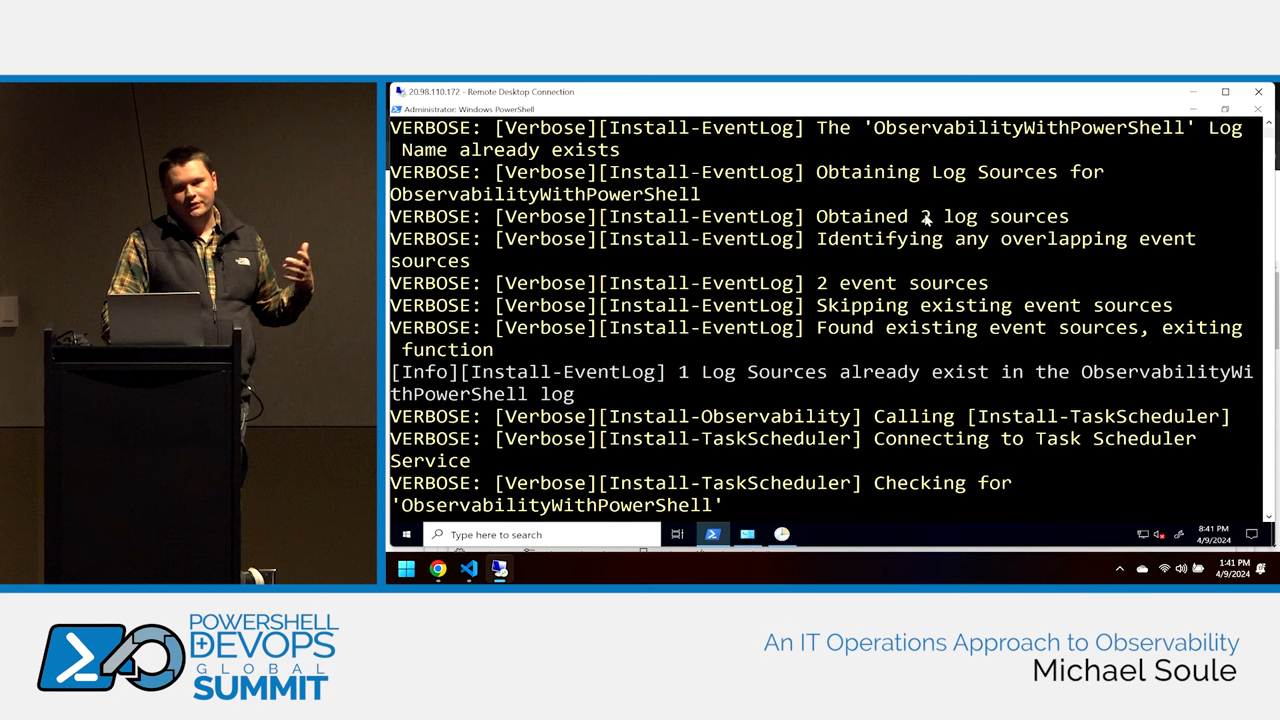 20.98.110.172 - Remote Desktop Connection
Administrator: Windows PowerShell
VERBOSE: [Verbose][Install-EventLog] The 'ObservabilityWithPowerShell' Log
Name already exists
VERBOSE: [Verbose][Install-EventLog] Obtaining Log Sources for
ObservabilityWithPowerShell
VERBOSE: [Verbose][Install-EventLog] Obtained 2 log sources
VERBOSE: [Verbose][Install-EventLog] Identifying any overlapping event
sources
VERBOSE: [Verbose][Install-EventLog] 2 event sources
VERBOSE: [Verbose][Install-EventLog] Skipping existing event sources
VERBOSE: [Verbose][Install-EventLog] Found existing event sources, exiting
function
[Info][Install-EventLog] 1 Log Sources already exist in the ObservabilityWi
thPowerShell log
VERBOSE: [Verbose][Install-Observability] Calling [Install-TaskScheduler]
VERBOSE: [Verbose][Install-TaskScheduler] Connecting to Task Scheduler
Service
VERBOSE: [Verbose][Install-TaskScheduler] Checking for
'ObservabilityWithPowerShell'
Type here to search
8:41 PM
4/9/2024
1:41 PM
4/9/2024
POWERSHELL
DEVOPS
GLOBAL
SUMMIT
An IT Operations Approach to Observability
Michael Soule